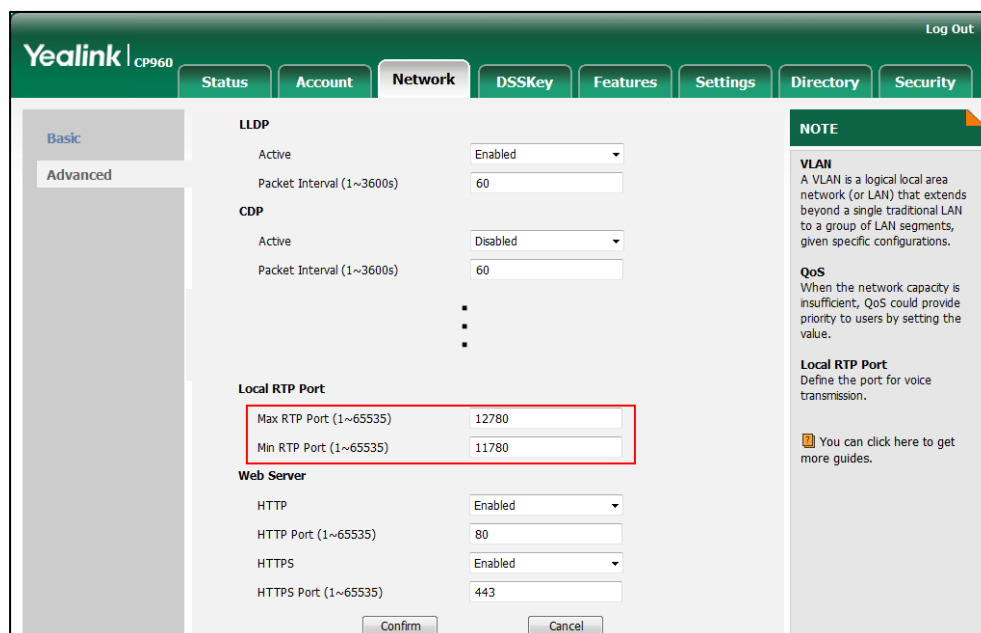 Log Out
Yealink CP960
Status Account Network DSSKey Features Settings Directory Security
Basic
Advanced
LLDP
Active Enabled
Packet Interval (1~3600s) 60
CDP
Active Disabled
Packet Interval (1~3600s) 60
Local RTP Port
Max RTP Port (1~65535) 12780
Min RTP Port (1~65535) 11780
Web Server
HTTP Enabled
HTTP Port (1~65535) 80
HTTPS Enabled
HTTPS Port (1~65535) 443
Confirm Cancel
NOTE
VLAN
A VLAN is a logical local area
network (or LAN) that extends
beyond a single traditional LAN
to a group of LAN segments,
given specific configurations.
QoS
When the network capacity is
insufficient, QoS could provide
priority to users by setting the
value.
Local RTP Port
Define the port for voice
transmission.
You can click here to get
more guides.